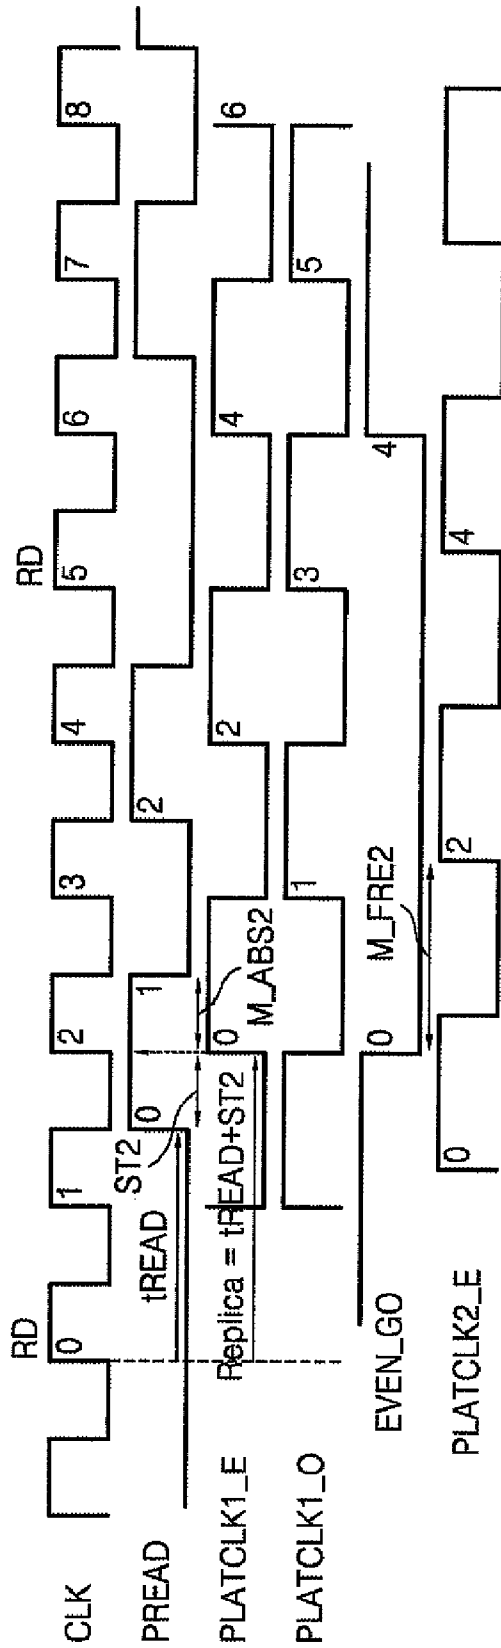 RD RD
CLK 0 1 2 3 4 5 6 7 8
PREAD tREAD ST2 0 1 2
M_ABS2
PLATCLK1_E Replica = tREAD+ST2 0 2 4 6
PLATCLK1_O 1 3 5
EVEN_GO 0 M_FRE2 4
PLATCLK2_E 0 2 4